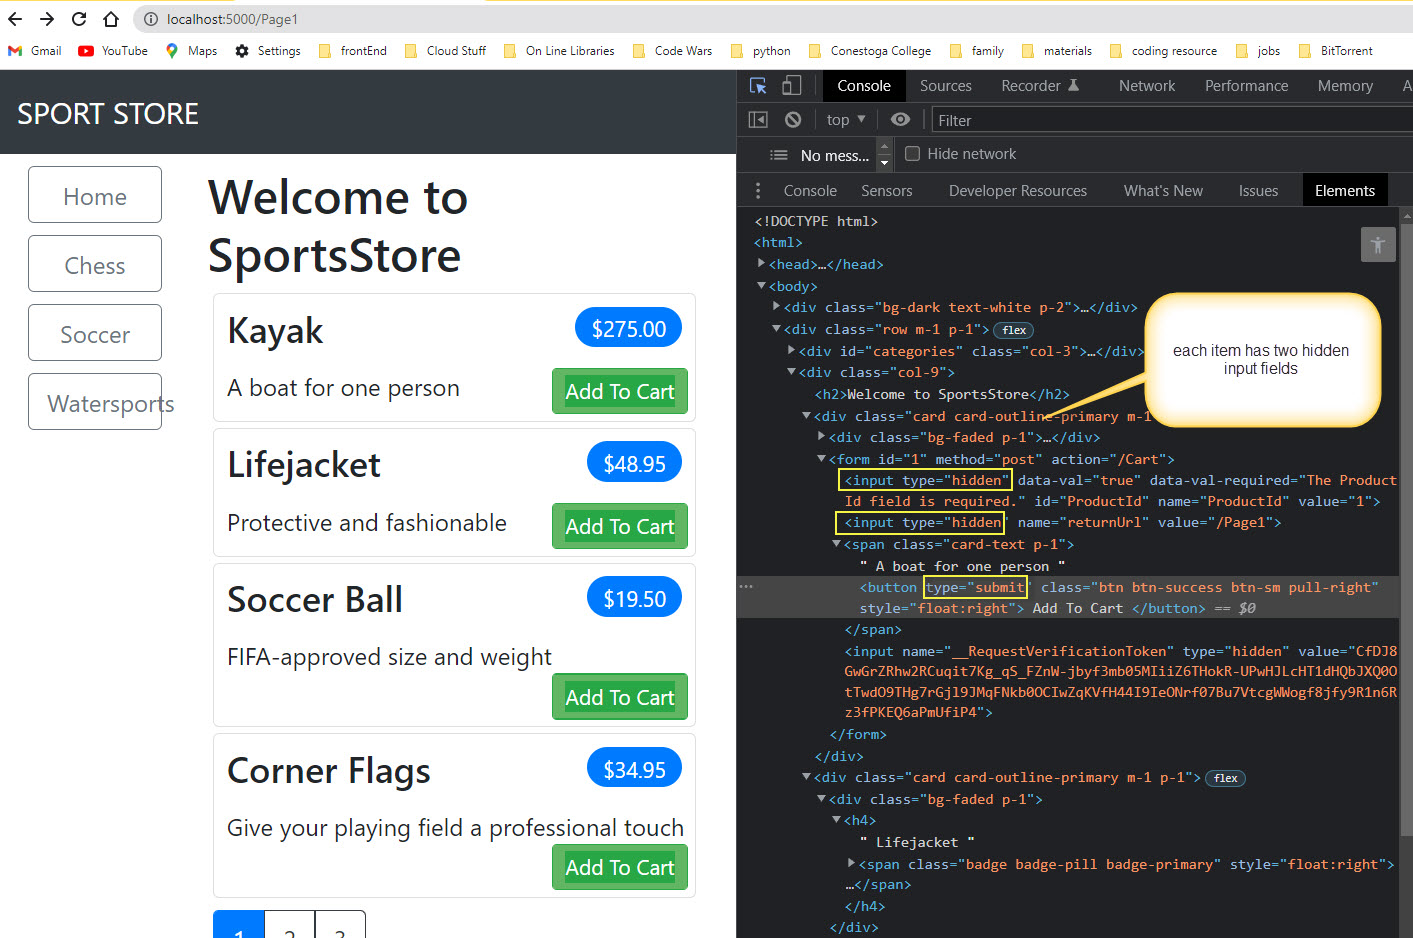 localhost:5000/Page1
Gmail YouTube Maps Settings frontEnd Cloud Stuff On Line Libraries Code Wars python Conestoga College family materials coding resource jobs BitTorrent
SPORT STORE
Home
Chess
Soccer
Watersports
Welcome to
SportsStore
Kayak
$275.00
A boat for one person
Add To Cart
Lifejacket
$48.95
Protective and fashionable
Add To Cart
Soccer Ball
$19.50
FIFA-approved size and weight
Add To Cart
Corner Flags
$34.95
Give your playing field a professional touch
Add To Cart
1 2 3
Console Sources Recorder Network Performance Memory A
top Filter
No mess... Hide network
Console Sensors Developer Resources What's New Issues Elements
<!DOCTYPE html>
<html>
<head>…</head>
<body>
<div class="bg-dark text-white p-2">…</div>
<div class="row m-1 p-1"> flex
<div id="categories" class="col-3">…</div>
<div class="col-9">
<h2>Welcome to SportsStore</h2>
<div class="card card-outline-primary m-1
<div class="bg-faded p-1">…</div>
<form id="1" method="post" action="/Cart">
<input type="hidden" data-val="true" data-val-required="The Product
Id field is required." id="ProductId" name="ProductId" value="1">
<input type="hidden" name="returnUrl" value="/Page1">
<span class="card-text p-1">
" A boat for one person "
<button type="submit" class="btn btn-success btn-sm pull-right"
style="float:right"> Add To Cart </button> == $0
</span>
<input name="__RequestVerificationToken" type="hidden" value="CfDJ8
GwGrZRhw2RCuqit7Kg_qS_FZnW-jbyf3mb05MIiiZ6THokR-UPwHJLcHT1dHQbJXQ0O
tTwdO9THg7rGjl9JMqFNkb0OCIwZqKVfH44I9IeONrf07Bu7VtcgWWogf8jfy9R1n6R
z3fPKEQ6aPmUfiP4">
</form>
</div>
<div class="card card-outline-primary m-1 p-1"> flex
<div class="bg-faded p-1">
<h4>
" Lifejacket "
<span class="badge badge-pill badge-primary" style="float:right">
…</span>
</h4>
</div>
each item has two hidden
input fields